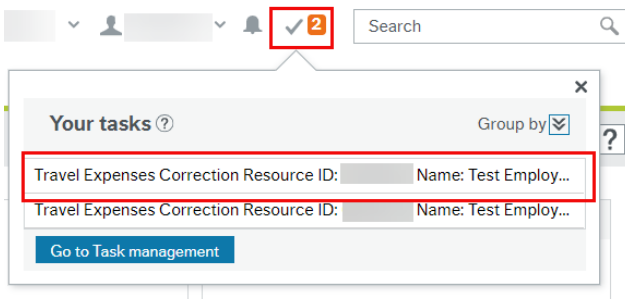 2 Search
Your tasks ? Group by
?
Travel Expenses Correction Resource ID: Name: Test Employ...
Travel Expenses Correction Resource ID: Name: Test Employ...
Go to Task management